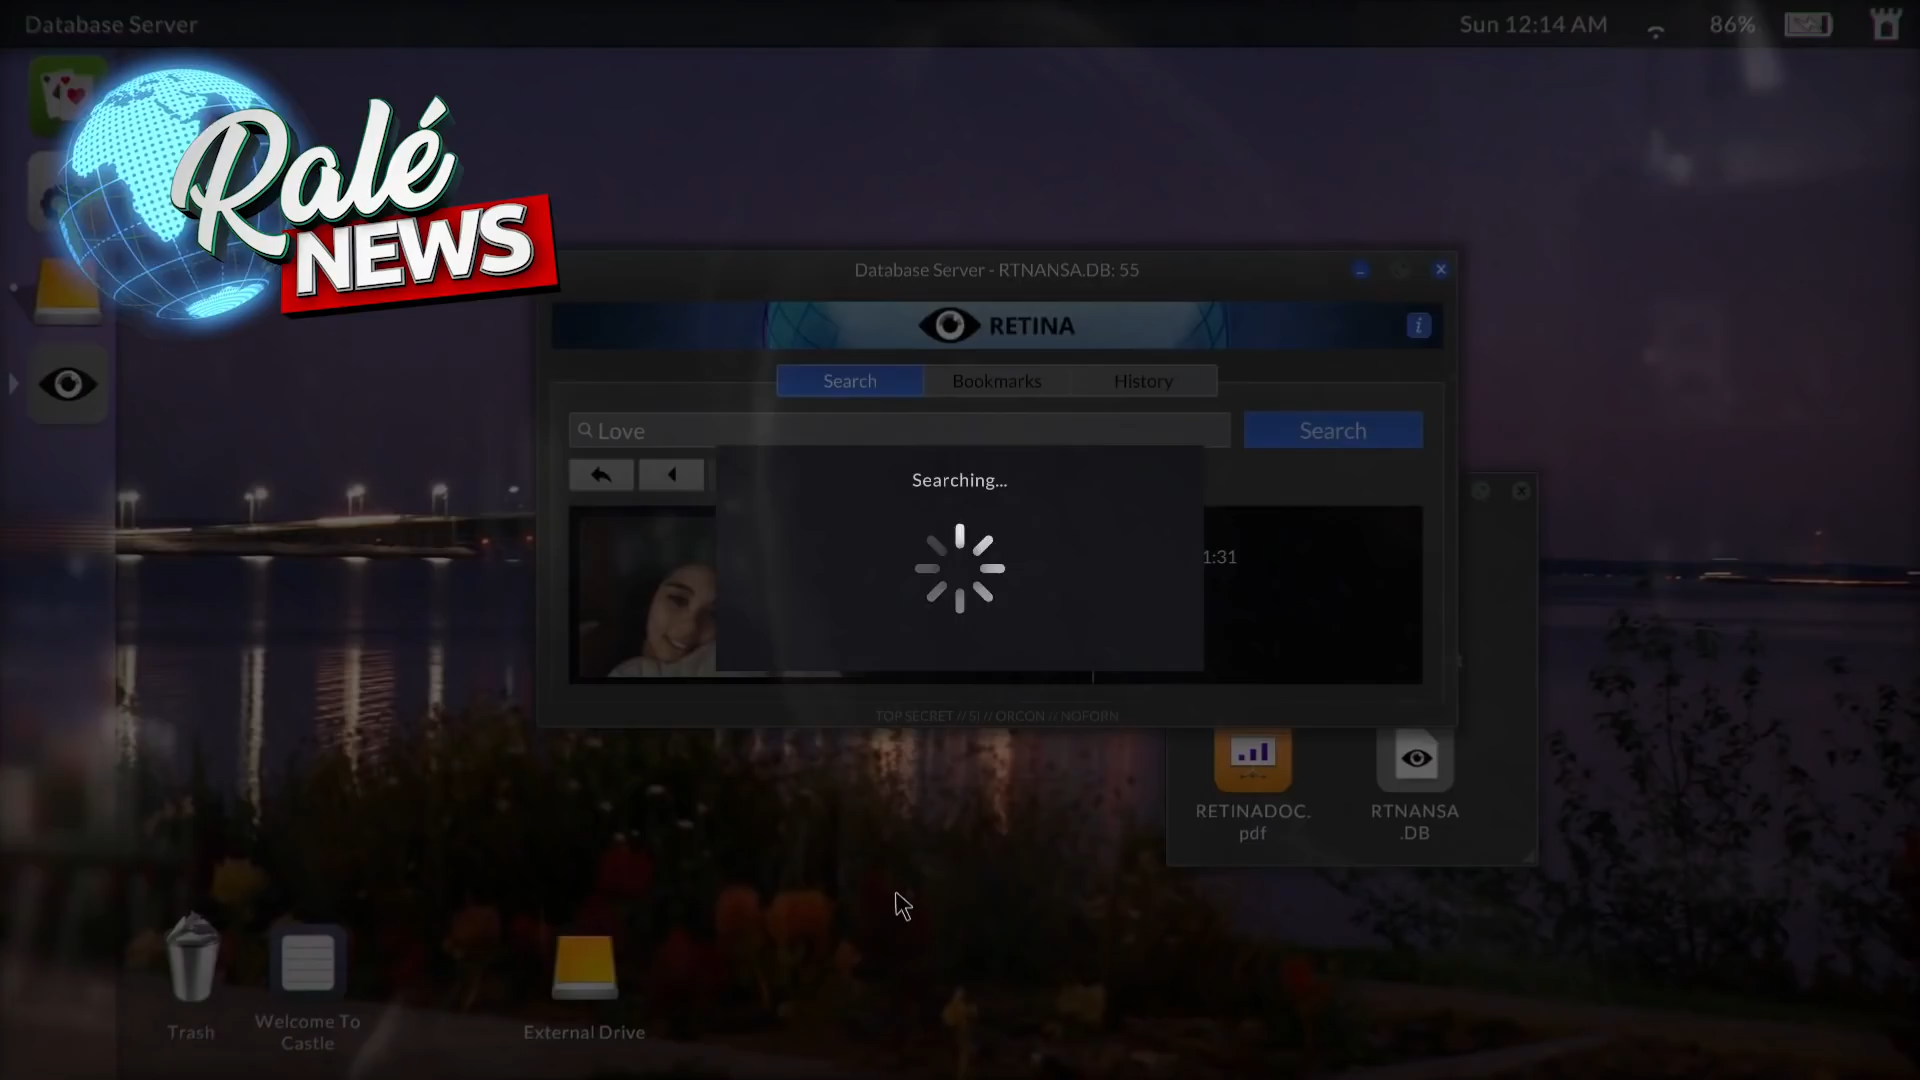 Database Server
Sun 12:14 AM
86%
Ralé
NEWS
Database Server - RTNANSA.DB: 55
RETINA
i
Search
Bookmarks
History
Love
Search
Searching...
1:31
TOP SECRET // SI // ORCON // NOFORN
RETINADOC.
pdf
RTNANSA
.DB
Trash
Welcome To
Castle
External Drive